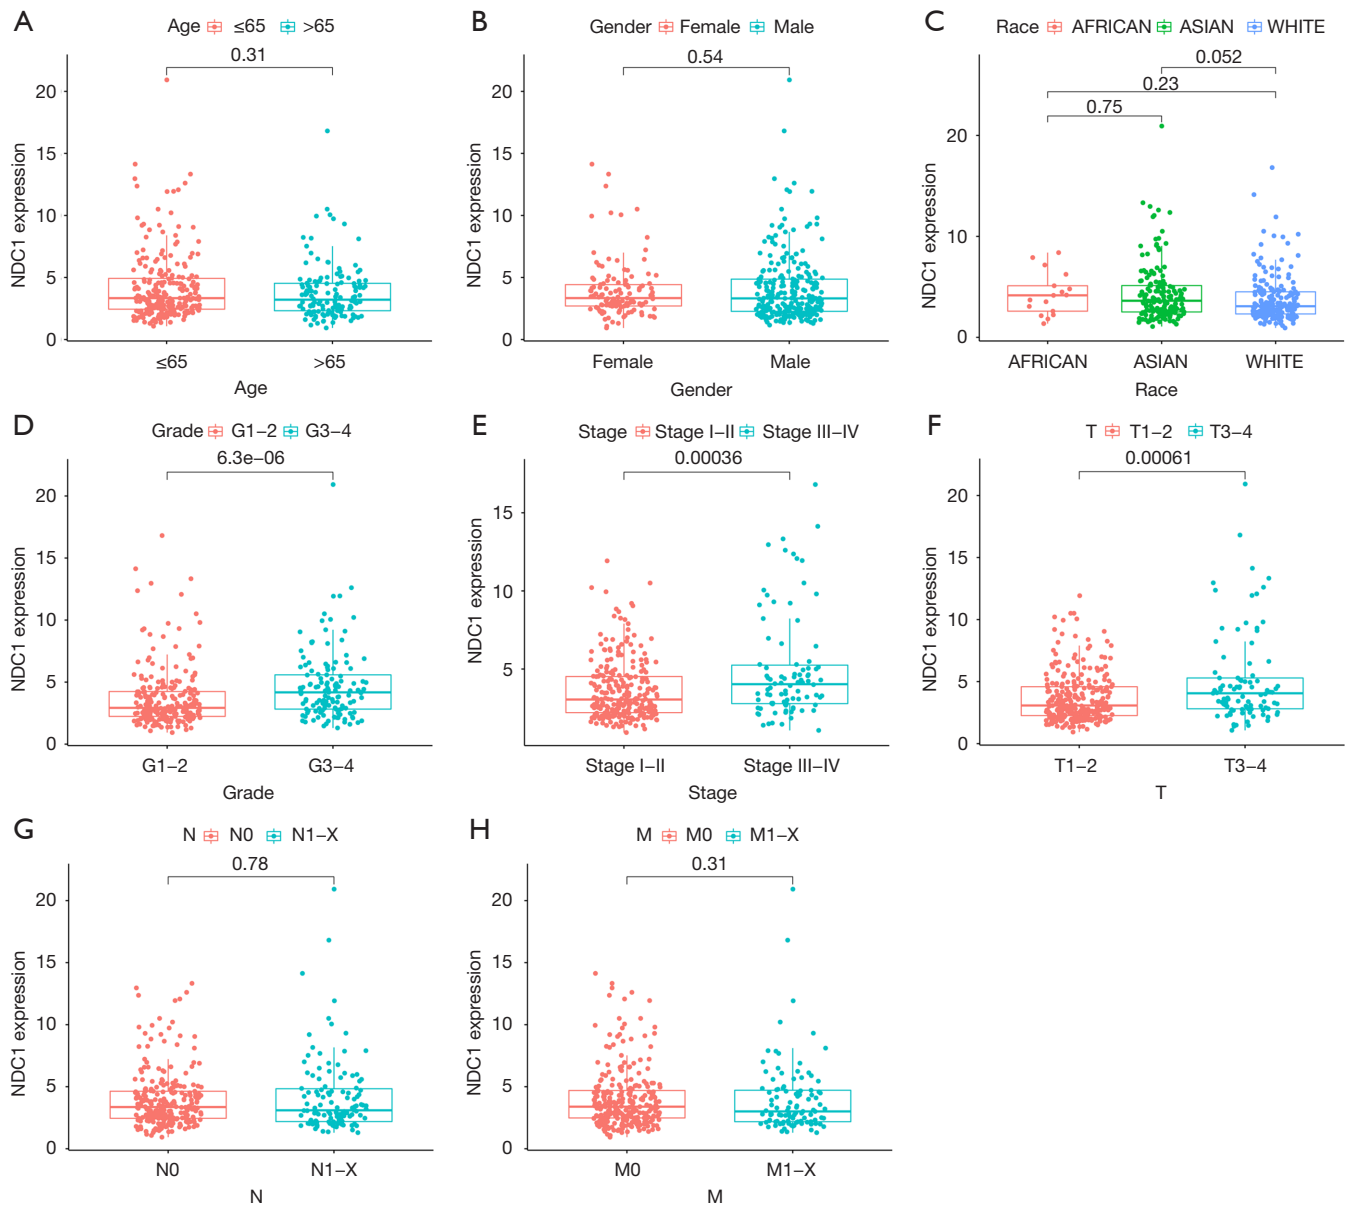 A
Age ≤65 >65
0.31
NDC1 expression
20
15
10
5
0
≤65 >65
Age
B
Gender Female Male
0.54
NDC1 expression
20
15
10
5
0
Female Male
Gender
C
Race AFRICAN ASIAN WHITE
0.052
0.23
0.75
NDC1 expression
20
10
0
AFRICAN ASIAN WHITE
Race
D
Grade G1–2 G3–4
6.3e–06
NDC1 expression
20
15
10
5
0
G1–2 G3–4
Grade
E
Stage Stage I–II Stage III–IV
0.00036
NDC1 expression
15
10
5
Stage I–II Stage III–IV
Stage
F
T T1–2 T3–4
0.00061
NDC1 expression
20
15
10
5
0
T1–2 T3–4
T
G
N N0 N1–X
0.78
NDC1 expression
20
15
10
5
0
N0 N1–X
N
H
M M0 M1–X
0.31
NDC1 expression
20
15
10
5
0
M0 M1–X
M